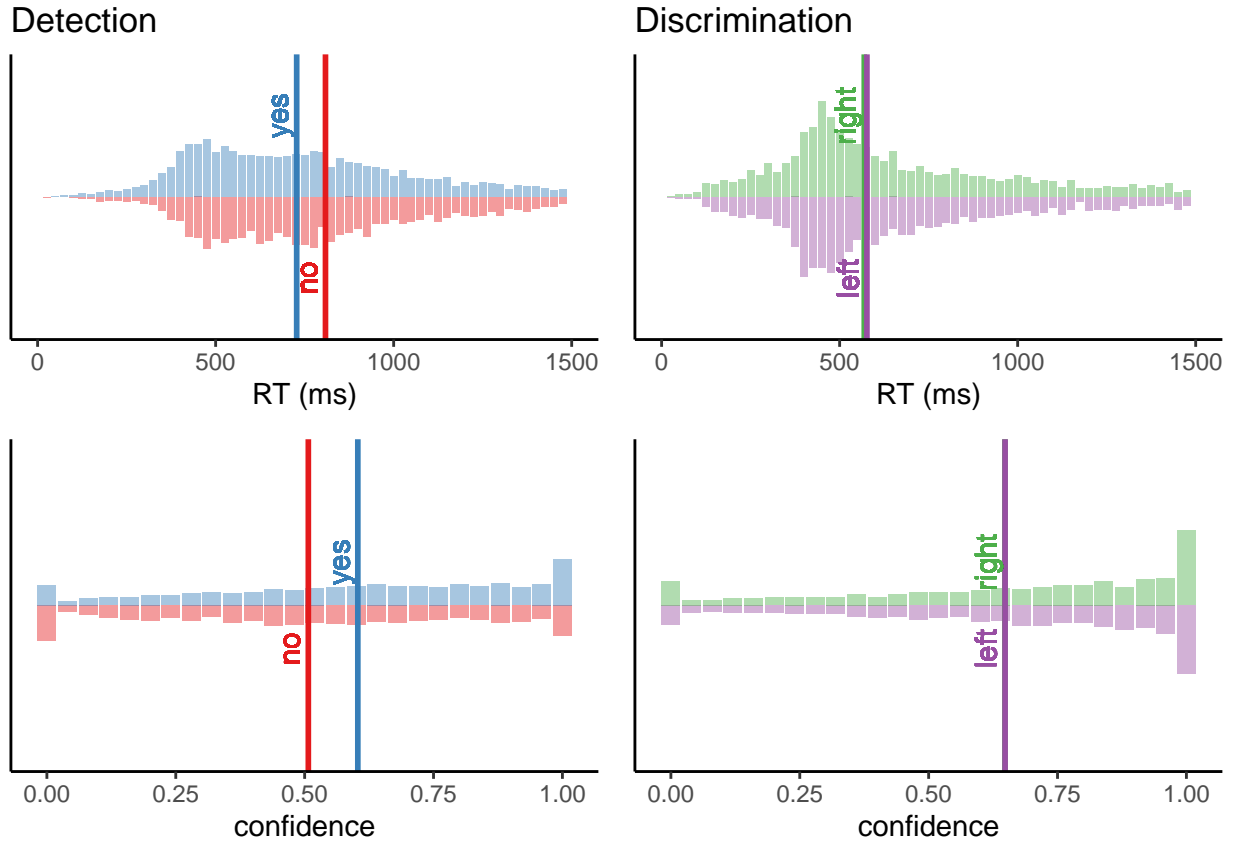 Detection
Discrimination
yes
no
right
left
0 500 1000 1500
RT (ms)
0 500 1000 1500
RT (ms)
yes
no
right
left
0.00 0.25 0.50 0.75 1.00
confidence
0.00 0.25 0.50 0.75 1.00
confidence